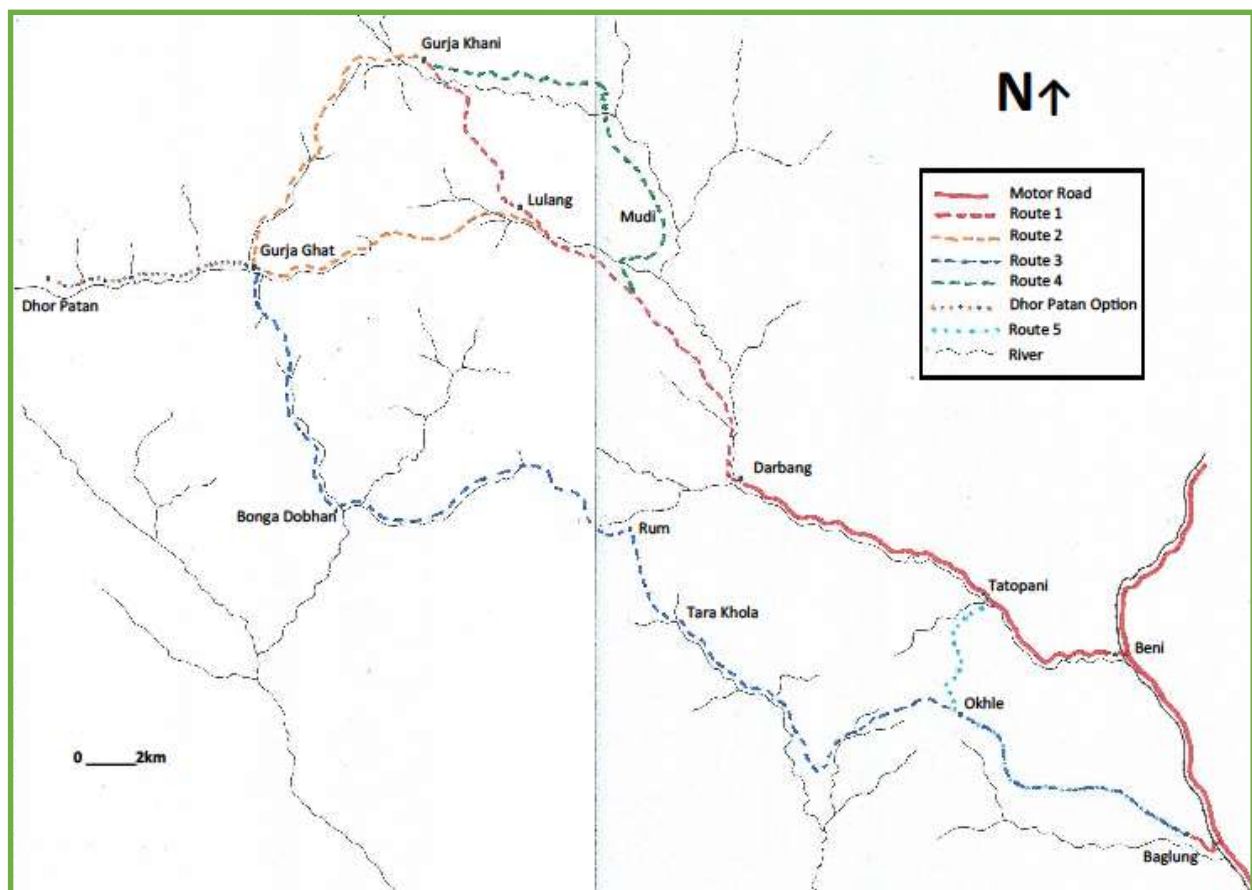 Gurja Khani
N↑
Motor Road
Route 1
Route 2
Route 3
Route 4
Dhor Patan Option
Route 5
River
Lulang
Mudi
Gurja Ghat
Dhor Patan
Darbang
Bonga Dobhan
Rum
Tatopani
Tara Khola
Beni
Okhle
0 ______2km
Baglung